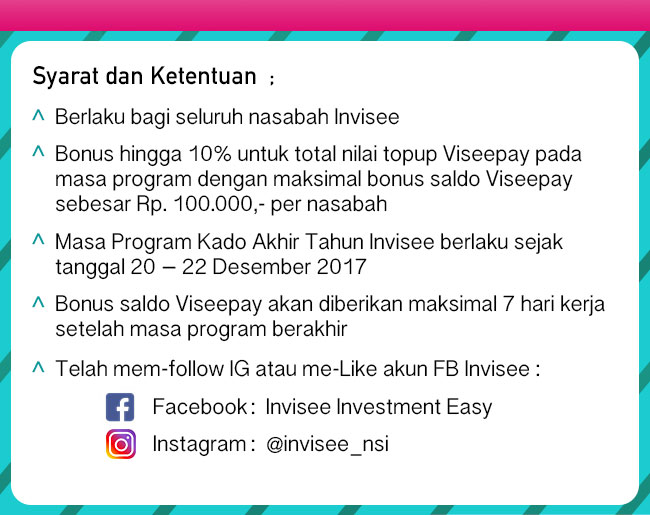 Syarat dan Ketentuan ;
^ Berlaku bagi seluruh nasabah Invisee
^ Bonus hingga 10% untuk total nilai topup Viseepay pada
masa program dengan maksimal bonus saldo Viseepay
sebesar Rp. 100.000,- per nasabah
^ Masa Program Kado Akhir Tahun Invisee berlaku sejak
tanggal 20 – 22 Desember 2017
^ Bonus saldo Viseepay akan diberikan maksimal 7 hari kerja
setelah masa program berakhir
^ Telah mem-follow IG atau me-Like akun FB Invisee :
Facebook : Invisee Investment Easy
Instagram : @invisee_nsi